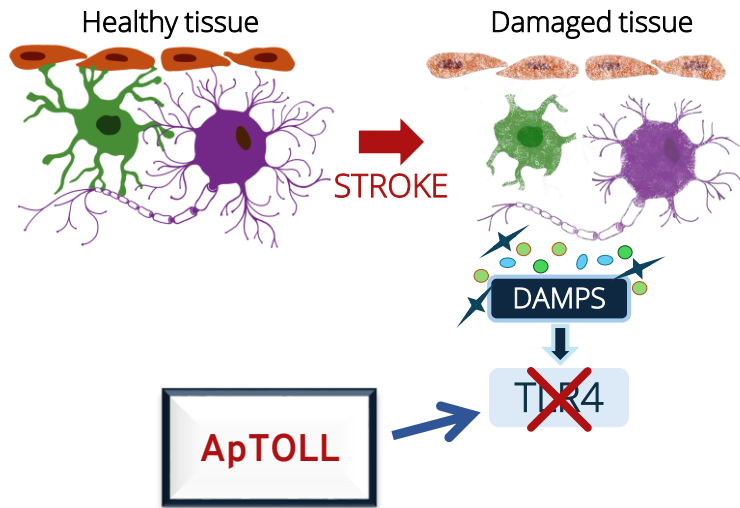 Healthy tissue
Damaged tissue
STROKE
DAMPS
TLR4
ApTOLL